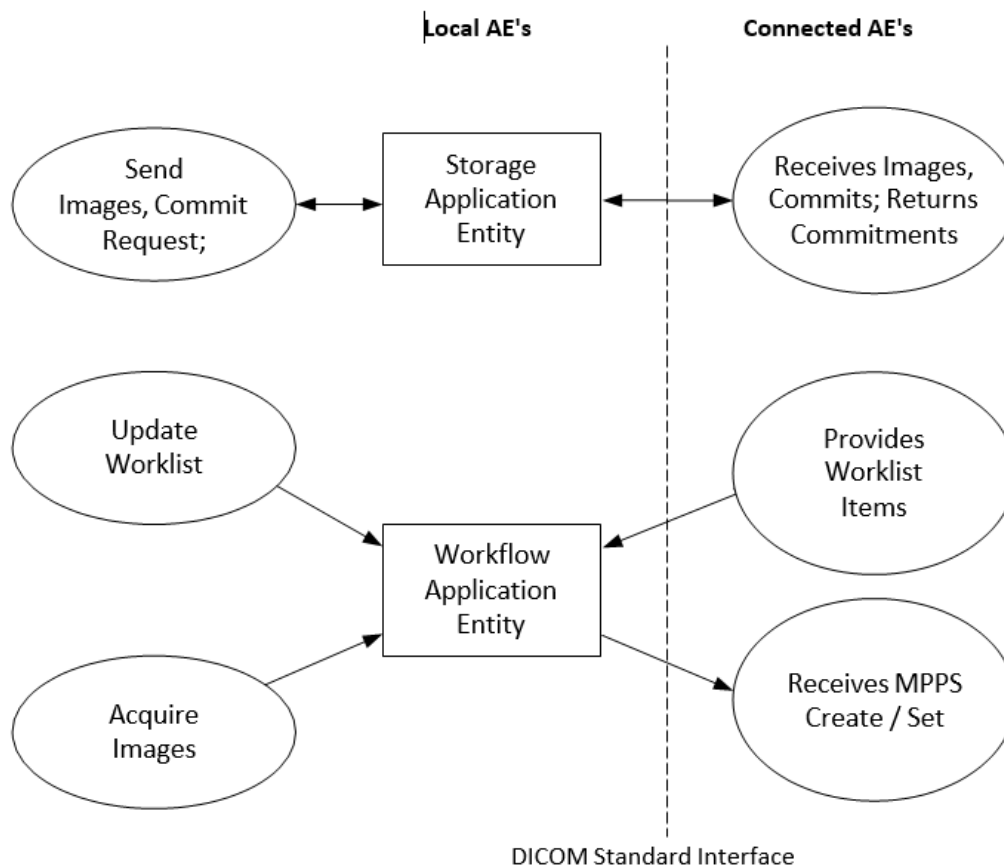 Local AE's
Connected AE's
Send
Images, Commit
Request;
Storage
Application
Entity
Receives Images,
Commits; Returns
Commitments
Update
Worklist
Provides
Worklist
Items
Workflow
Application
Entity
Acquire
Images
Receives MPPS
Create / Set
DICOM Standard Interface